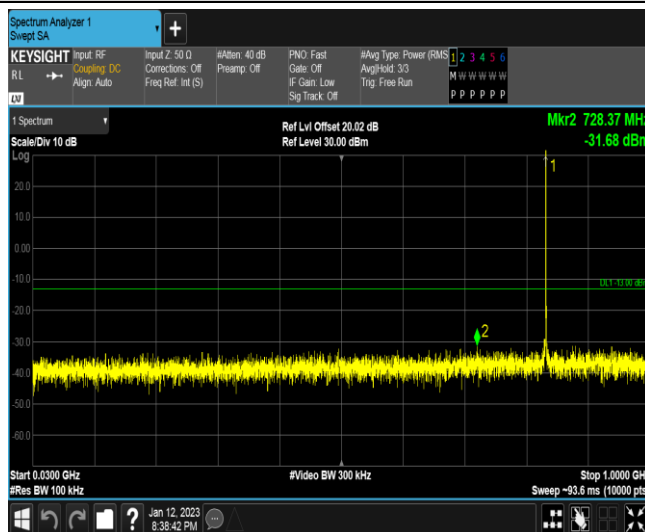 Spectrum Analyzer 1
Swept SA
+
KEYSIGHT
RL
LXI
Input: RF
Coupling: DC
Align: Auto
Input Z: 50 Ω
Corrections: Off
Freq Ref: Int (S)
#Atten: 40 dB
Preamp: Off
PNO: Fast
Gate: Off
IF Gain: Low
Sig Track: Off
#Avg Type: Power (RMS
Avg|Hold: 3/3
Trig: Free Run
1 2 3 4 5 6
M W W W W W
P P P P P P
1 Spectrum
Scale/Div 10 dB
Ref Lvl Offset 20.02 dB
Ref Level 30.00 dBm
Mkr2 728.37 MHz
-31.68 dBm
Log
1
20.0
10.0
0.00
-10.0
DL1 -13.00 dBm
-20.0
2
-30.0
-40.0
-50.0
-60.0
Start 0.0300 GHz
#Res BW 100 kHz
#Video BW 300 kHz
Stop 1.0000 GH
Sweep ~93.6 ms (10000 pts
?
Jan 12, 2023
8:38:42 PM